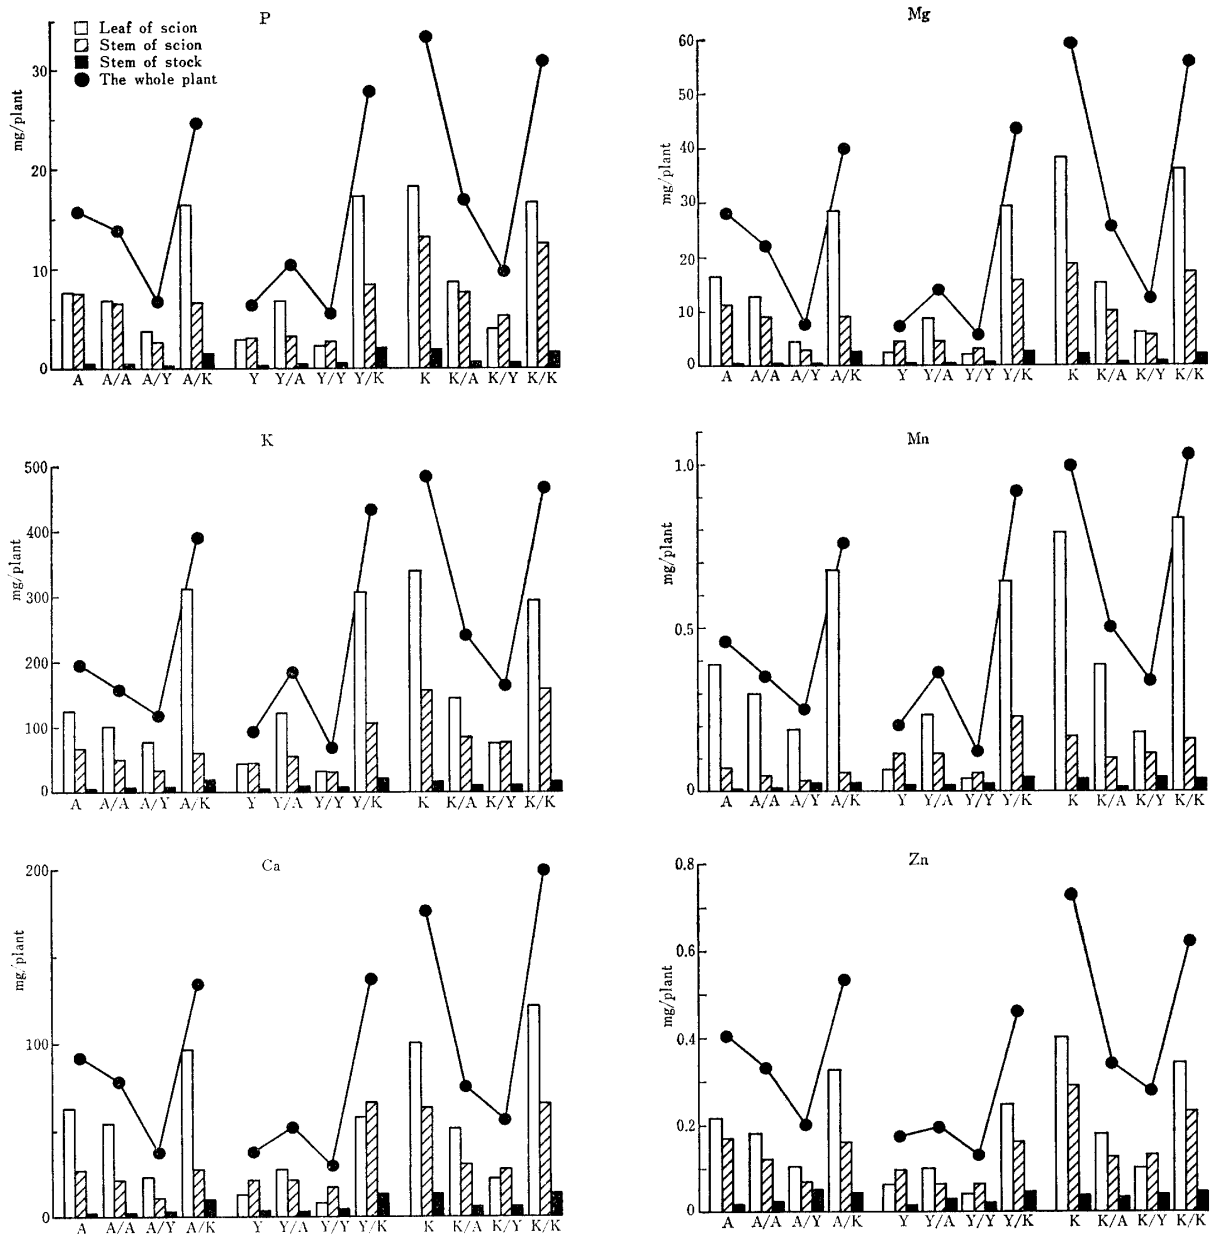 P
Leaf of scion
Stem of scion
Stem of stock
The whole plant
mg/plant
30
20
10
0
A A/A A/Y A/K Y Y/A Y/Y Y/K K K/A K/Y K/K
Mg
mg/plant
60
50
40
30
20
10
0
A A/A A/Y A/K Y Y/A Y/Y Y/K K K/A K/Y K/K
K
mg/plant
500
400
300
200
100
0
A A/A A/Y A/K Y Y/A Y/Y Y/K K K/A K/Y K/K
Mn
mg/plant
1.0
0.5
0
A A/A A/Y A/K Y Y/A Y/Y Y/K K K/A K/Y K/K
Ca
mg/plant
200
100
0
A A/A A/Y A/K Y Y/A Y/Y Y/K K K/A K/Y K/K
Zn
mg/plant
0.8
0.6
0.4
0.2
0
A A/A A/Y A/K Y Y/A Y/Y Y/K K K/A K/Y K/K